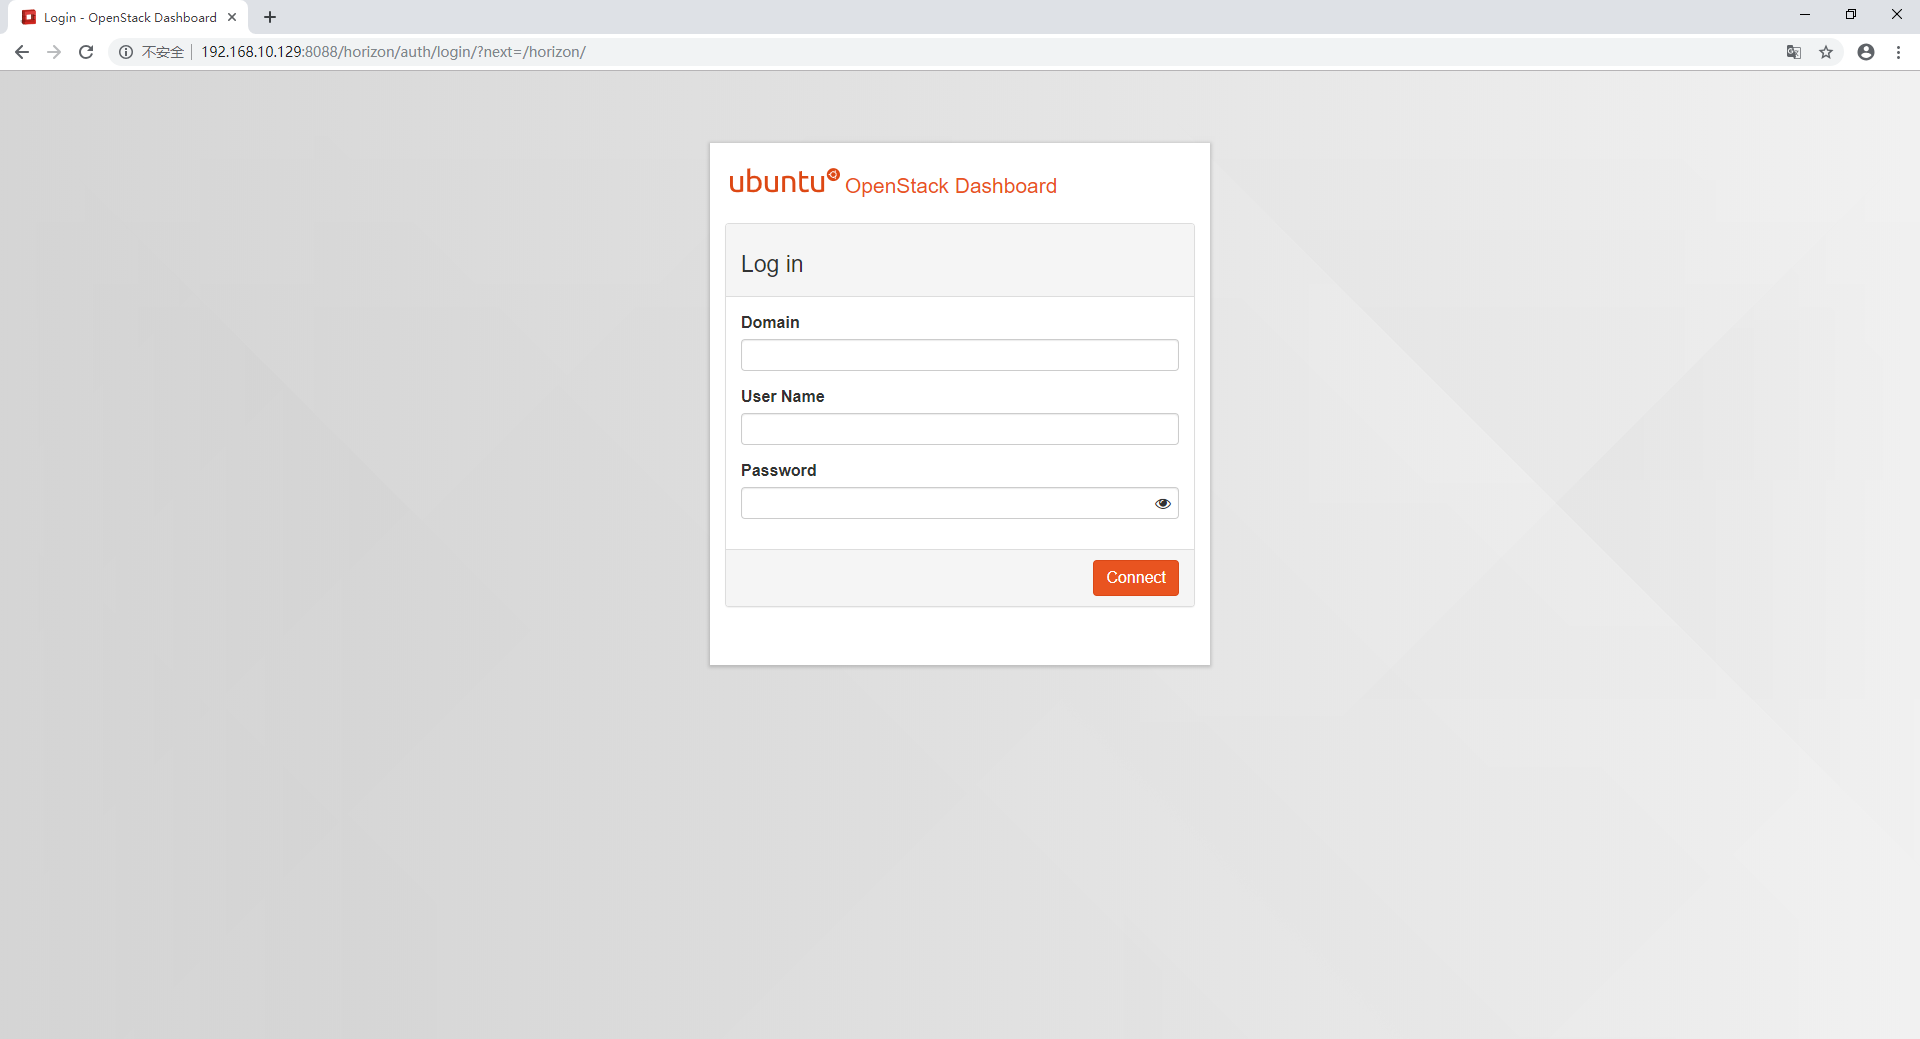 Login - OpenStack Dashboard
不安全 192.168.10.129:8088/horizon/auth/login/?next=/horizon/
ubuntu OpenStack Dashboard
Log in
Domain
User Name
Password
Connect